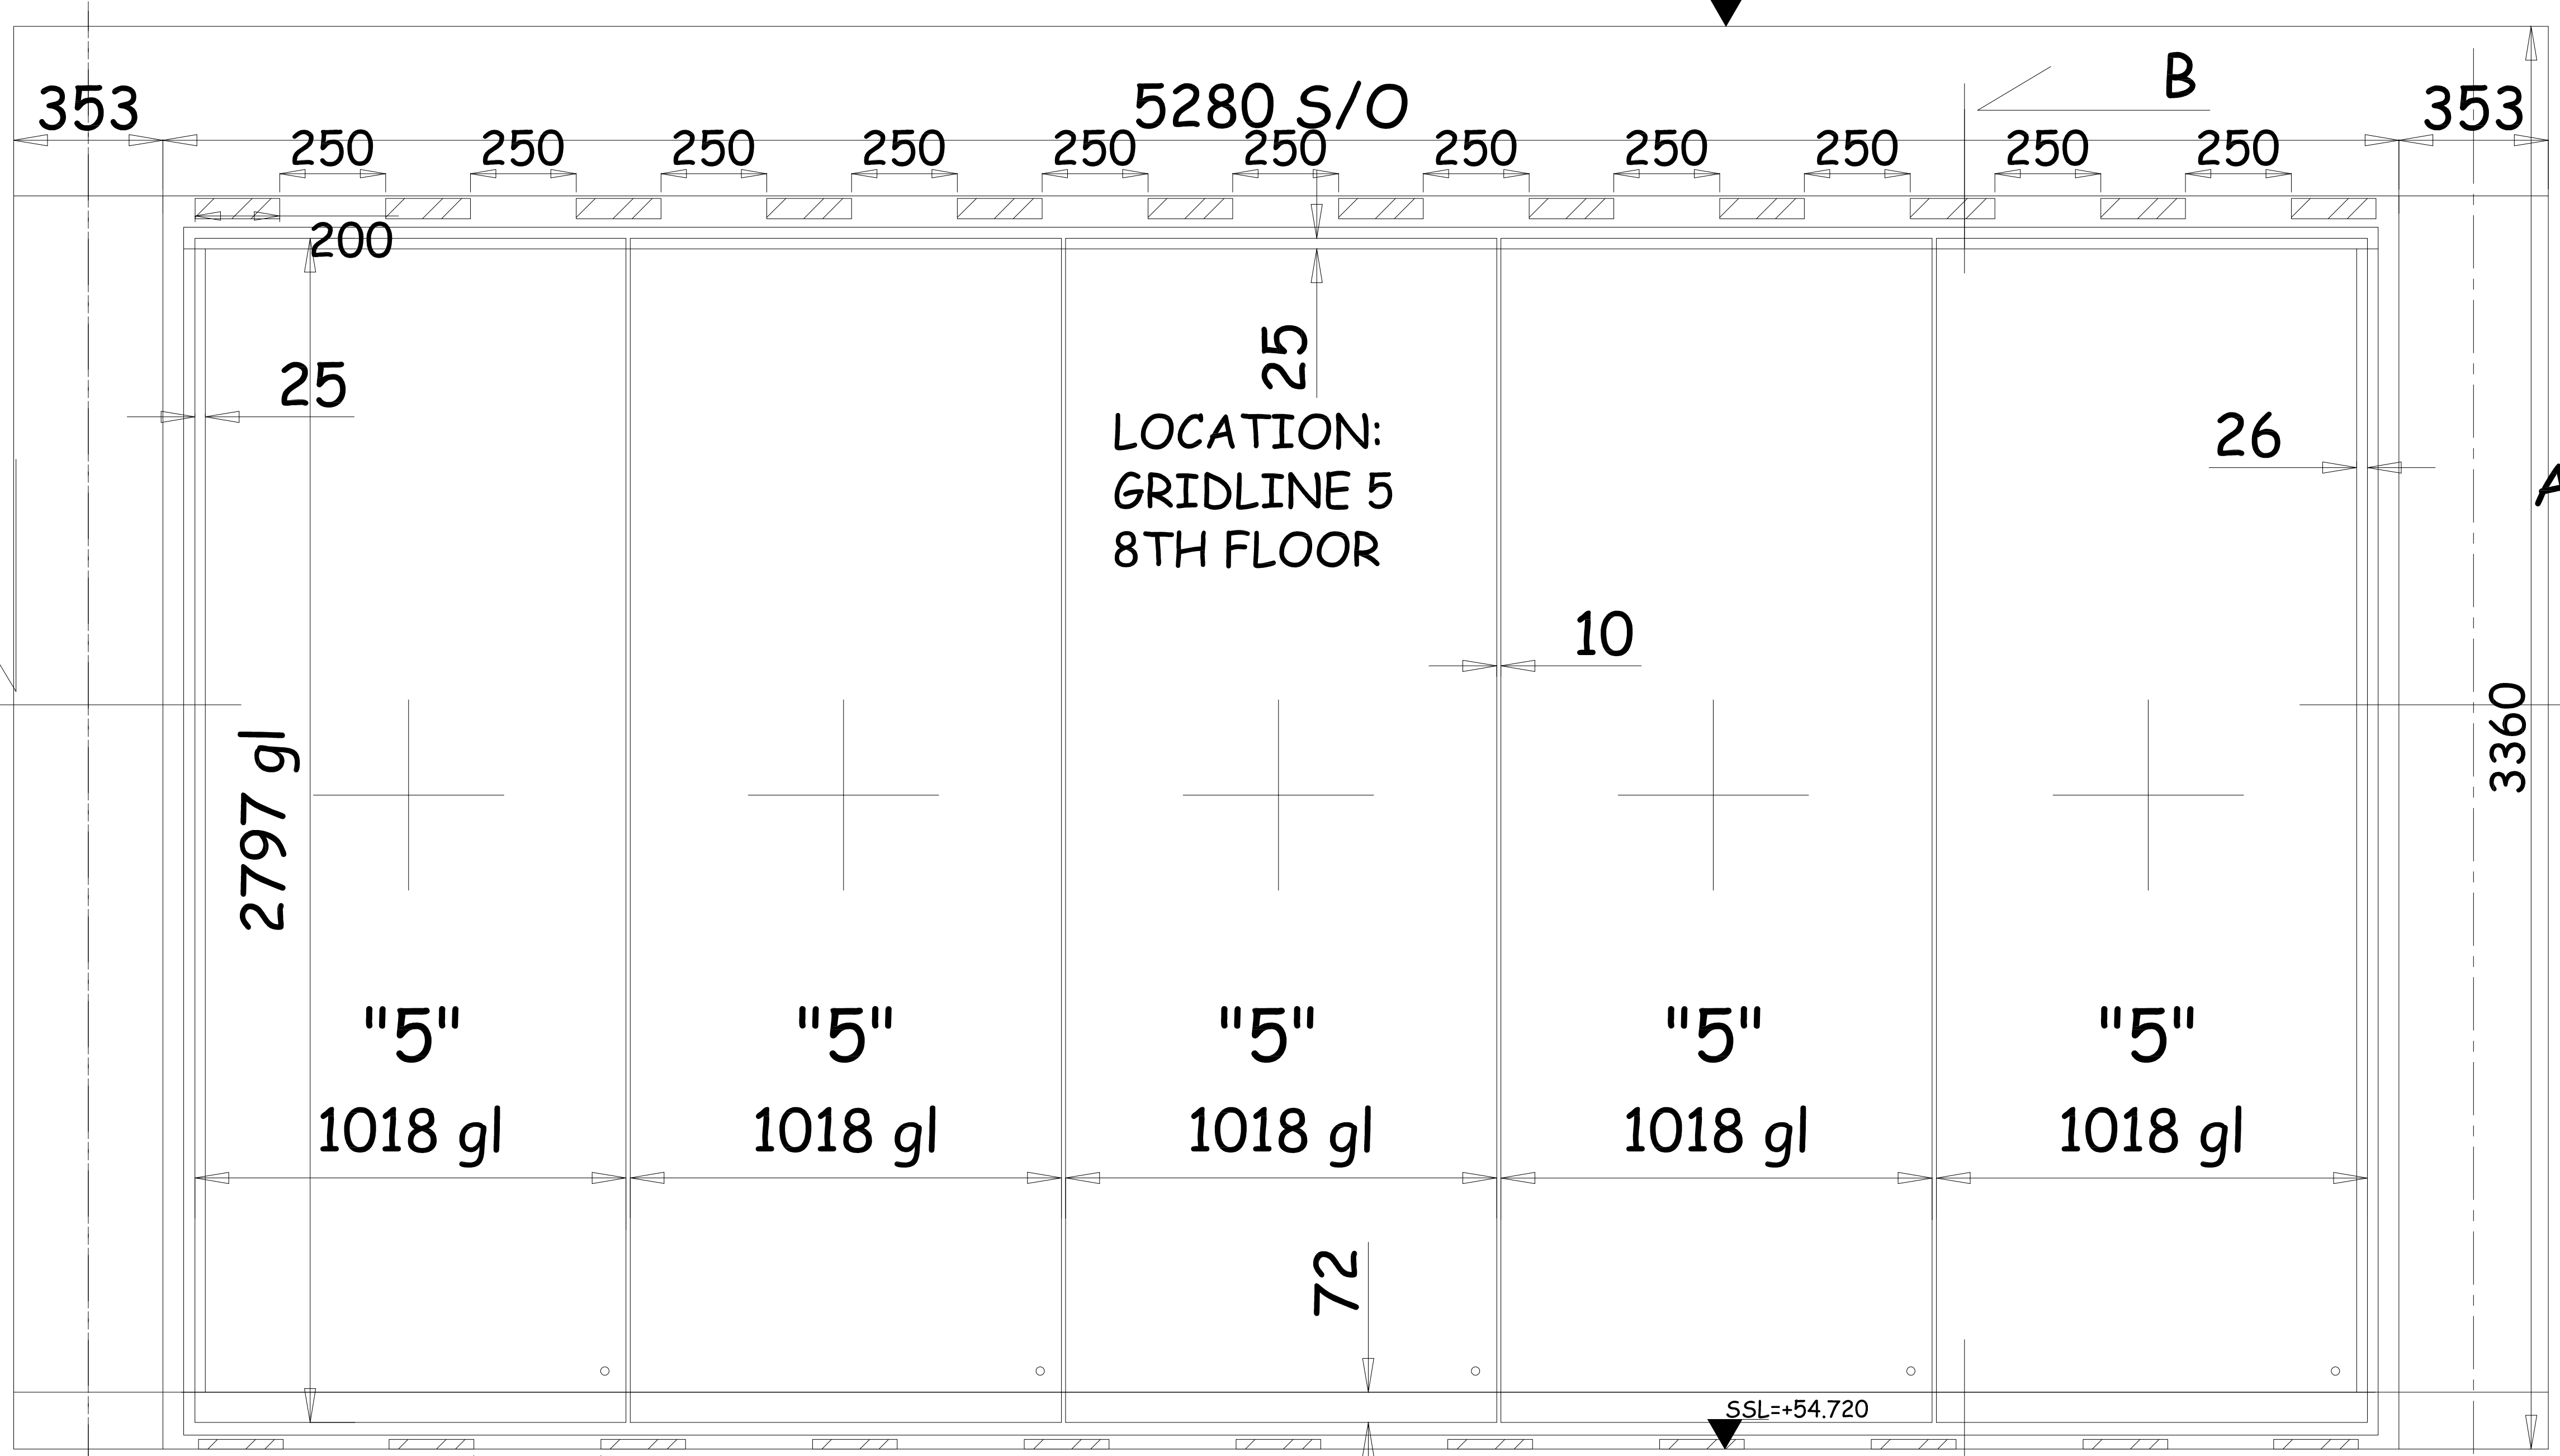 B
353
5280 S/O
353
250 250 250 250 250 250 250 250 250 250 250
200
25
25
LOCATION:
GRIDLINE 5
8TH FLOOR
26
10
2797 gl
3360
"5" "5" "5" "5" "5"
1018 gl 1018 gl 1018 gl 1018 gl 1018 gl
72
SSL=+54.720